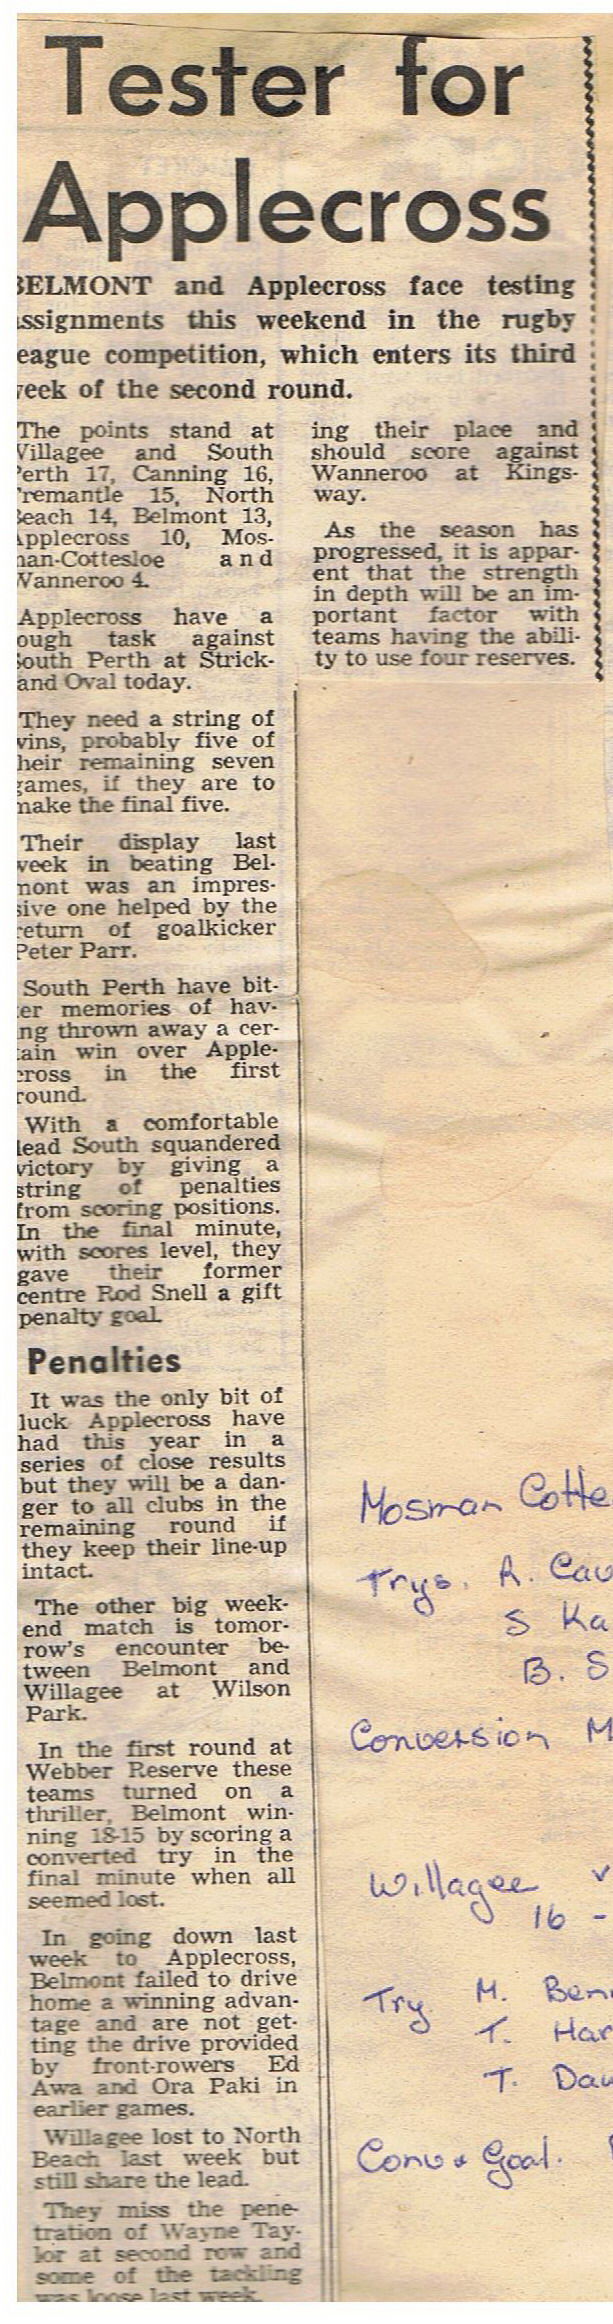 Tester for
Applecross
BELMONT and Applecross face testing
ssignments this weekend in the rugby
eague competition, which enters its third
eek of the second round.
The points stand at
Villagee and South
Perth 17, Canning 16,
Fremantle 15, North
Beach 14, Belmont 13,
Applecross 10, Mos-
man-Cottesloe and
Wanneroo 4.
Applecross have a
ough task against
South Perth at Strick-
and Oval today.
They need a string of
wins, probably five of
heir remaining seven
games, if they are to
make the final five.
Their display last
week in beating Bel-
mont was an impres-
sive one helped by the
return of goalkicker
Peter Parr.
South Perth have bit-
er memories of hav-
ng thrown away a cer-
tain win over Apple-
cross in the first
round.
With a comfortable
lead South squandered
victory by giving a
string of penalties
from scoring positions.
In the final minute,
with scores level, they
gave their former
centre Rod Snell a gift
penalty goal.
Penalties
It was the only bit of
luck Applecross have
had this year in a
series of close results
but they will be a dan-
ger to all clubs in the
remaining round if
they keep their line-up
intact.
The other big week-
end match is tomor-
row's encounter be-
tween Belmont and
Willagee at Wilson
Park.
In the first round at
Webber Reserve these
teams turned on a
thriller, Belmont win-
ning 18-15 by scoring a
converted try in the
final minute when all
seemed lost.
In going down last
week to Applecross,
Belmont failed to drive
home a winning advan-
tage and are not get-
ting the drive provided
by front-rowers Ed
Awa and Ora Paki in
earlier games.
Willagee lost to North
Beach last week but
still share the lead.
They miss the pene-
tration of Wayne Tay-
lor at second row and
some of the tackling
was loose last week,
ing their place and
should score against
Wanneroo at Kings-
way.
As the season has
progressed, it is appar-
ent that the strength
in depth will be an im-
portant factor with
teams having the abili-
ty to use four reserves.
Mosman Cotte
Trys. R. Cau
S Ka
B. S
Conversion M
Willagee v
16 -
Try M. Ben
T. Har
T. Dau
Conv + Goal.